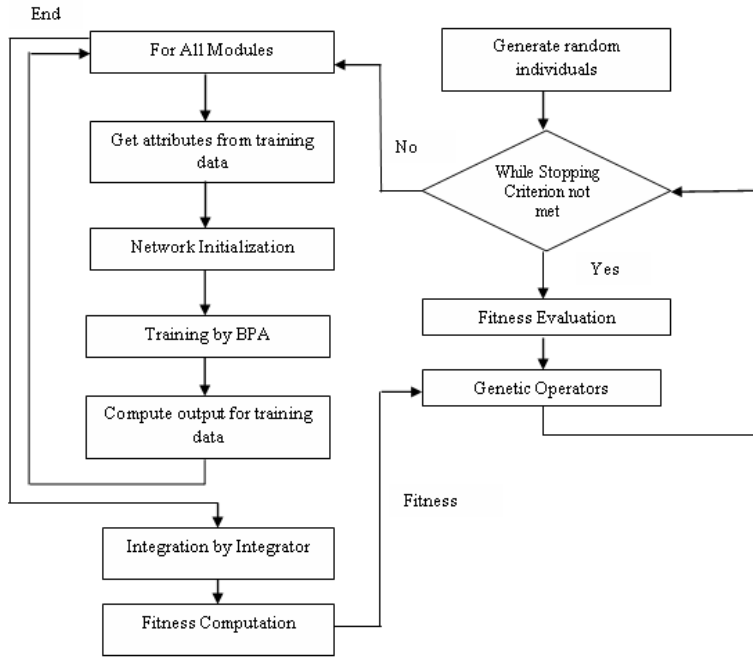 End
For All Modules
Get attributes from training
data
Network Initialization
Training by BPA
Compute output for training
data
Integration by Integrator
Fitness Computation
Generate random
individuals
No
While Stopping
Criterion not
met
Yes
Fitness Evaluation
Genetic Operators
Fitness